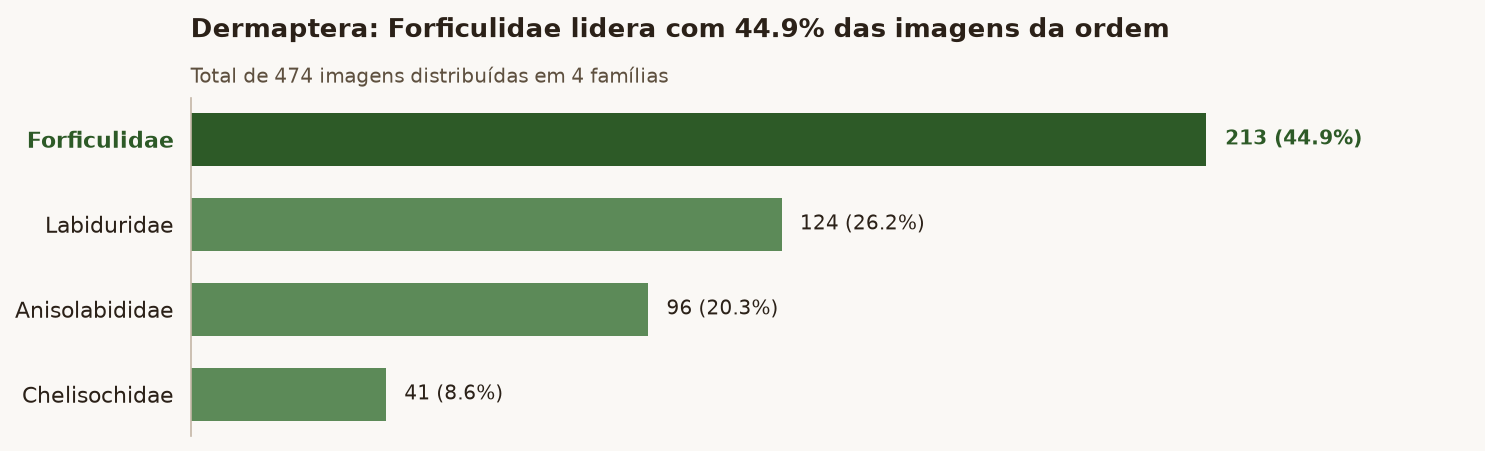 Dermaptera: Forficulidae lidera com 44.9% das imagens da ordem
Total de 474 imagens distribuídas em 4 famílias
Forficulidae 213 (44.9%)
Labiduridae 124 (26.2%)
Anisolabididae 96 (20.3%)
Chelisochidae 41 (8.6%)